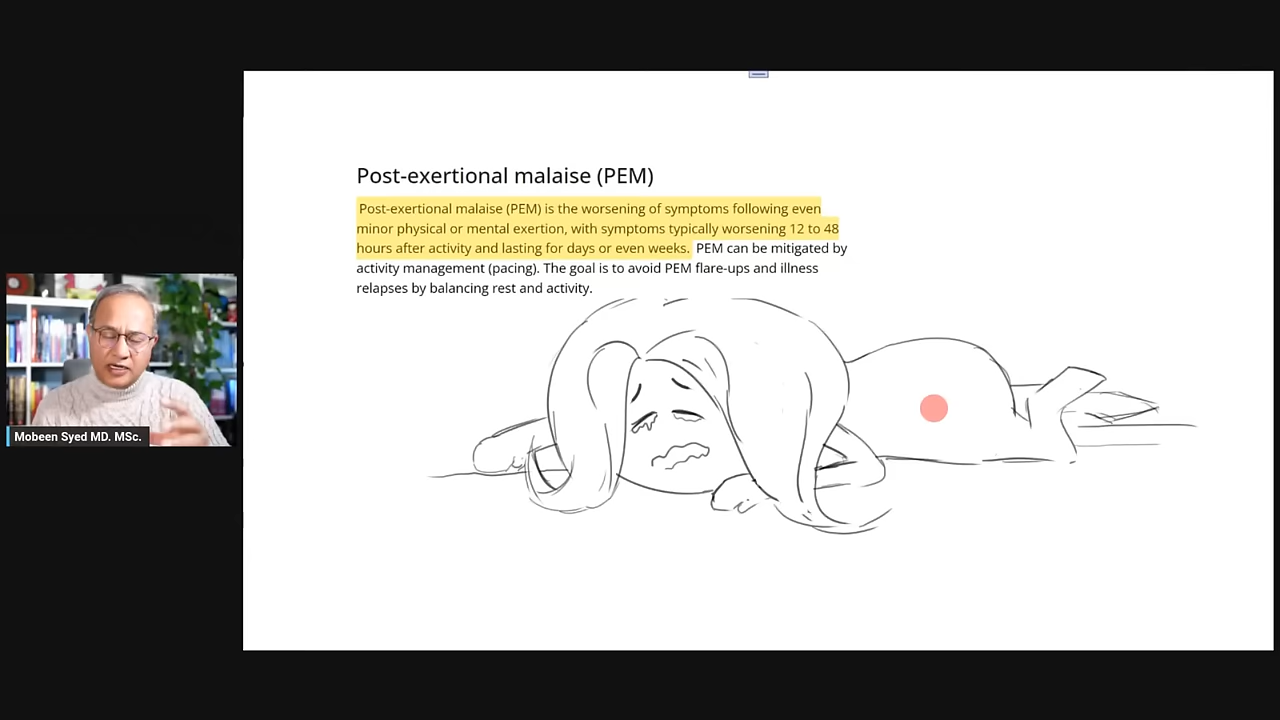 Post-exertional malaise (PEM)
Post-exertional malaise (PEM) is the worsening of symptoms following even
minor physical or mental exertion, with symptoms typically worsening 12 to 48
hours after activity and lasting for days or even weeks. PEM can be mitigated by
activity management (pacing). The goal is to avoid PEM flare-ups and illness
relapses by balancing rest and activity.
Mobeen Syed MD. MSc.